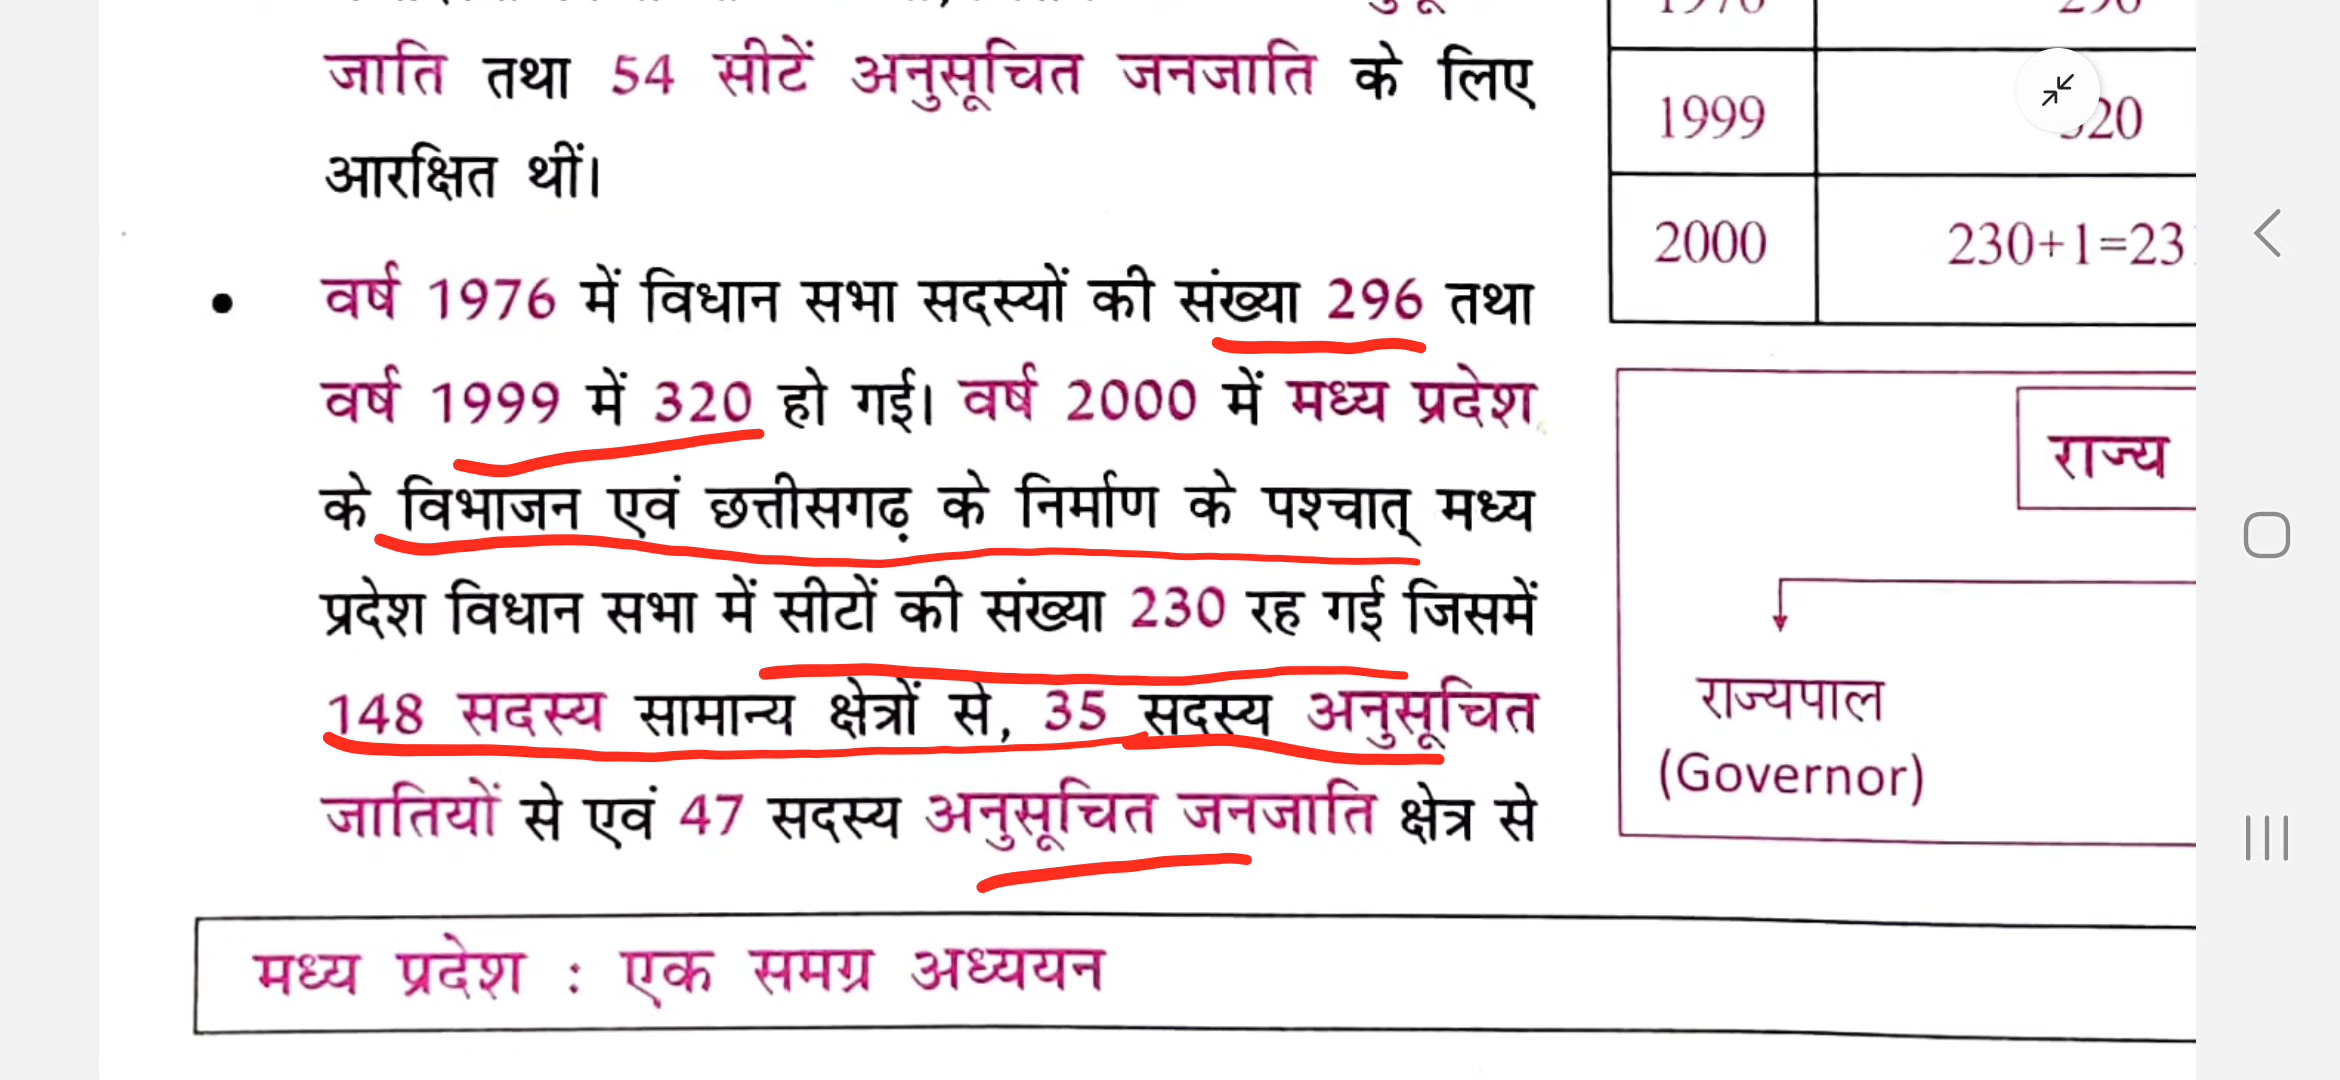 जाति तथा 54 सीटें अनुसूचित जनजाति के लिए
आरक्षित थीं।
• वर्ष 1976 में विधान सभा सदस्यों की संख्या 296 तथा
वर्ष 1999 में 320 हो गई। वर्ष 2000 में मध्य प्रदेश
के विभाजन एवं छत्तीसगढ़ के निर्माण के पश्चात् मध्य
प्रदेश विधान सभा में सीटों की संख्या 230 रह गई जिसमें
148 सदस्य सामान्य क्षेत्रों से, 35 सदस्य अनुसूचित
जातियों से एवं 47 सदस्य अनुसूचित जनजाति क्षेत्र से
मध्य प्रदेश : एक समग्र अध्ययन
1999
2000 230+1=23
राज्य
राज्यपाल
(Governor)